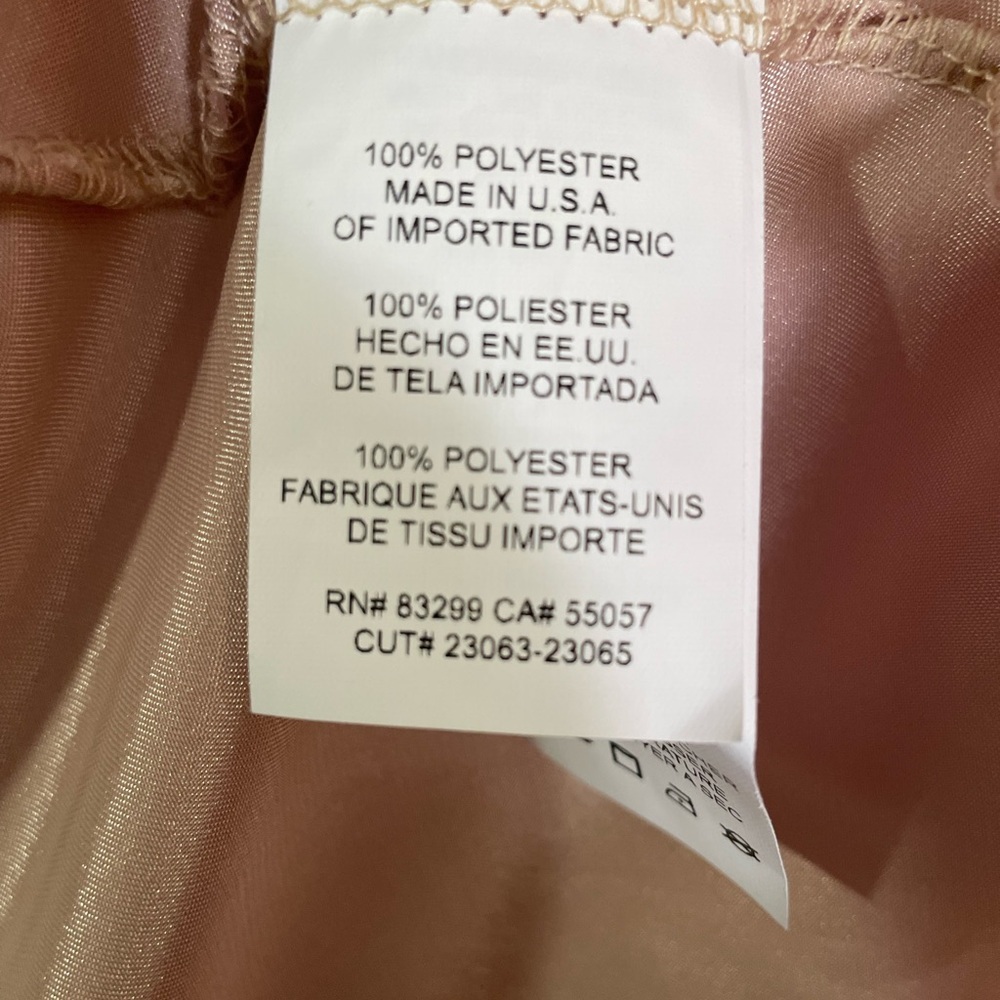 100% POLYESTER
MADE IN U.S.A.
OF IMPORTED FABRIC
100% POLIESTER
HECHO EN EE.UU.
DE TELA IMPORTADA
100% POLYESTER
FABRIQUE AUX ETATS-UNIS
DE TISSU IMPORTE
RN# 83299 CA# 55057
CUT# 23063-23065